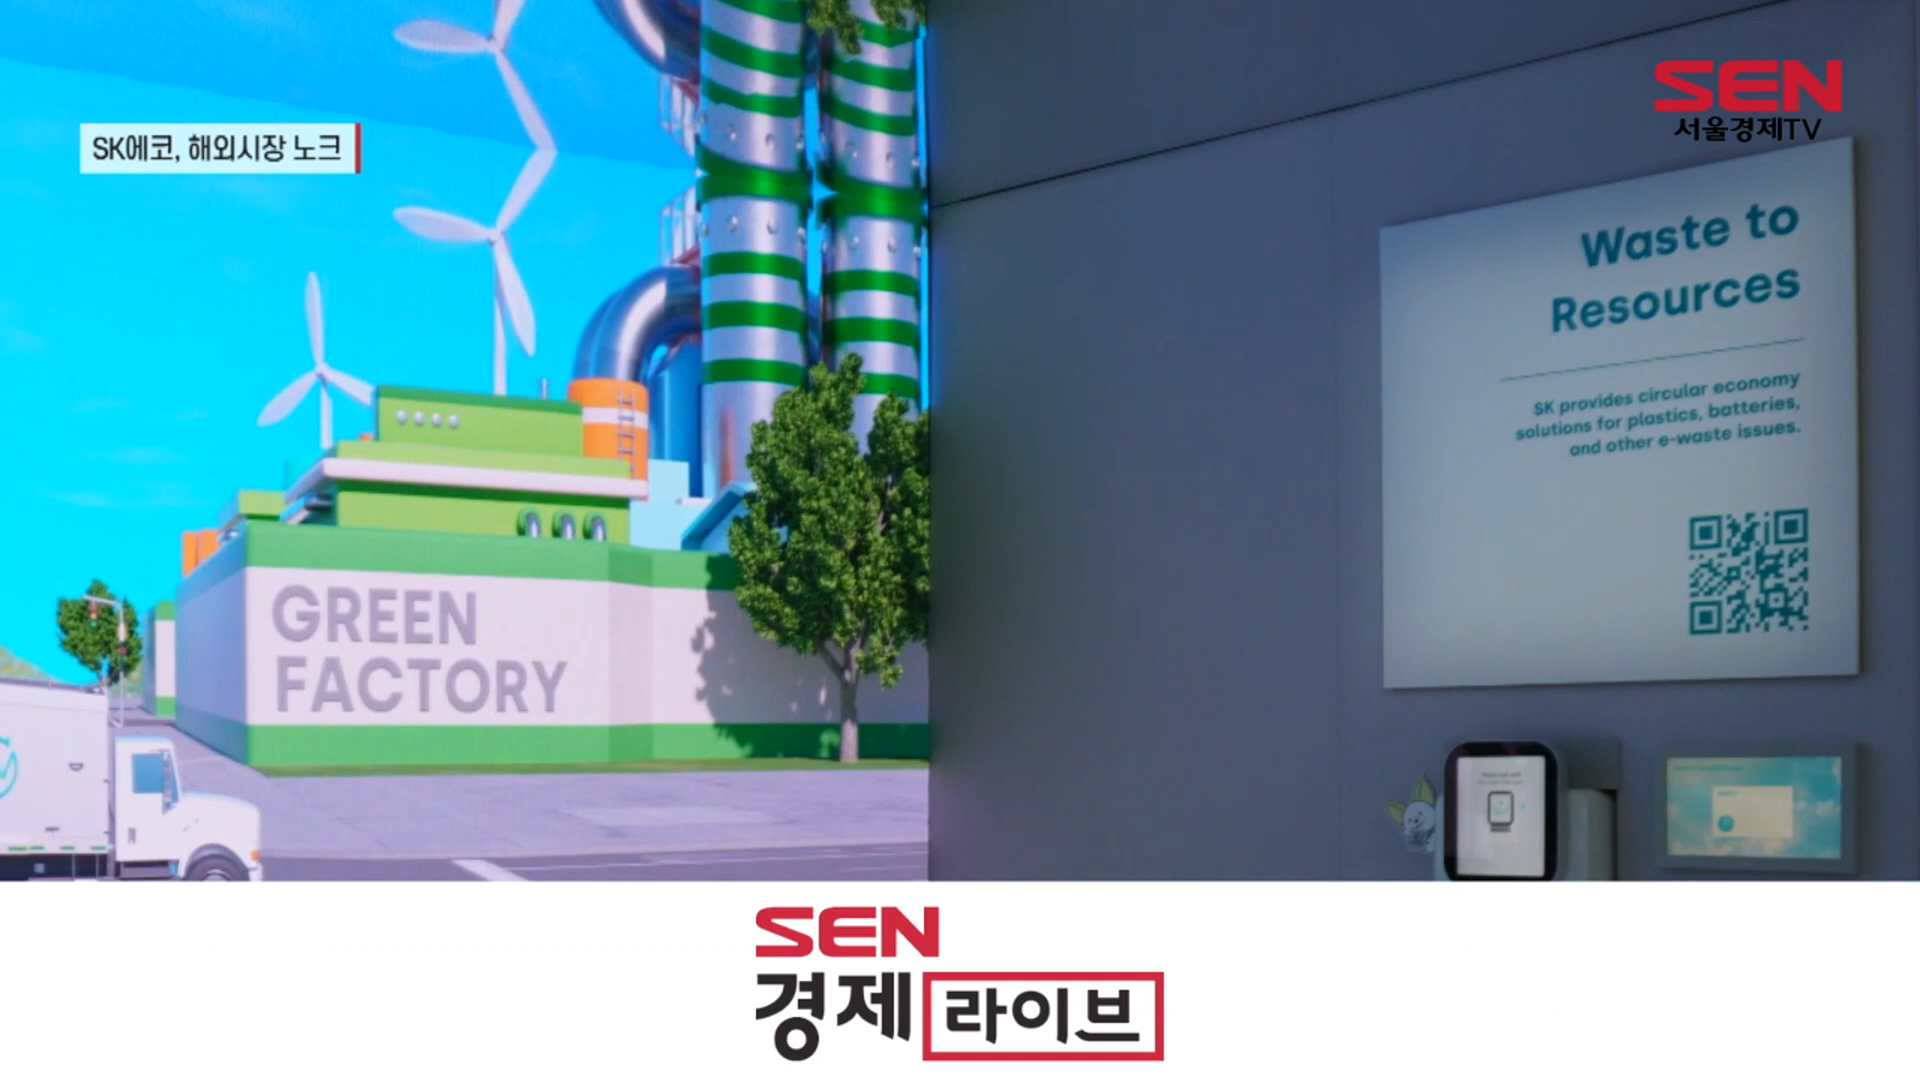 SEN
서울경제TV
SK에코, 해외시장 노크
Waste to
Resources
SK provides circular economy
solutions for plastics, batteries,
and other e-waste issues.
GREEN
FACTORY
SEN
경제 라이브